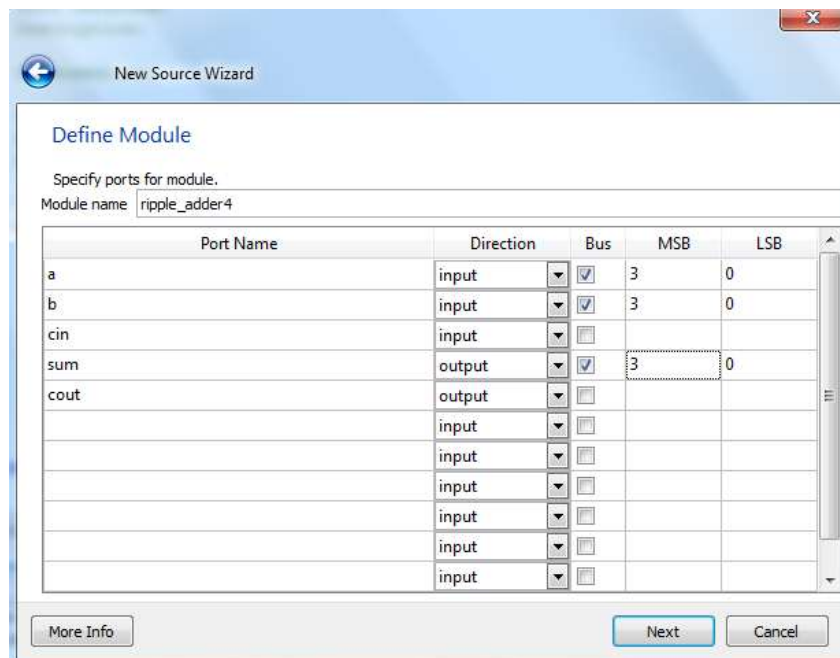 New Source Wizard
Define Module
Specify ports for module.
Module name ripple_adder4
Port Name Direction Bus MSB LSB
a input 3 0
b input 3 0
cin input
sum output 3 0
cout output
input
input
input
input
input
input
More Info Next Cancel